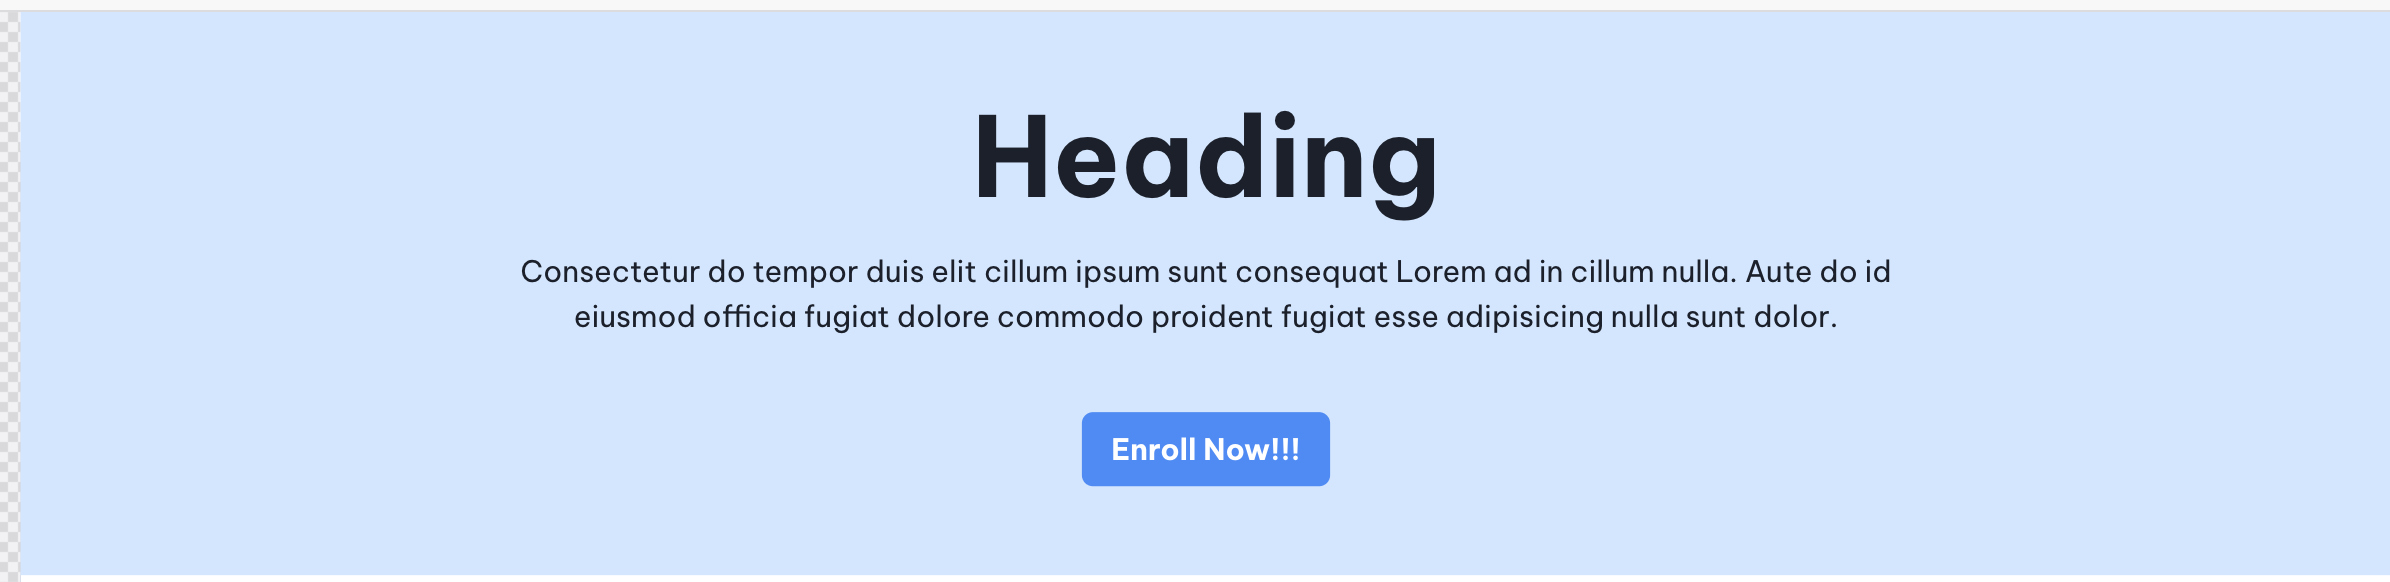 Heading
Consectetur do tempor duis elit cillum ipsum sunt consequat Lorem ad in cillum nulla. Aute do id
eiusmod officia fugiat dolore commodo proident fugiat esse adipisicing nulla sunt dolor.
Enroll Now!!!